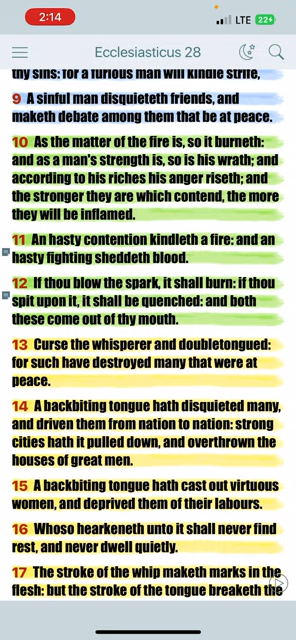 2:14
LTE 22
Ecclesiasticus 28
thy sins: for a furious man will kindle strife,
9 A sinful man disquieteth friends, and
maketh debate among them that be at peace.
10 As the matter of the fire is, so it burneth:
and as a man's strength is, so is his wrath; and
according to his riches his anger riseth; and
the stronger they are which contend, the more
they will be inflamed.
11 An hasty contention kindleth a fire: and an
hasty fighting sheddeth blood.
12 If thou blow the spark, it shall burn: if thou
spit upon it, it shall be quenched: and both
these come out of thy mouth.
13 Curse the whisperer and doubletongued:
for such have destroyed many that were at
peace.
14 A backbiting tongue hath disquieted many,
and driven them from nation to nation: strong
cities hath it pulled down, and overthrown the
houses of great men.
15 A backbiting tongue hath cast out virtuous
women, and deprived them of their labours.
16 Whoso hearkeneth unto it shall never find
rest, and never dwell quietly.
17 The stroke of the whip maketh marks in the
flesh: but the stroke of the tongue breaketh the